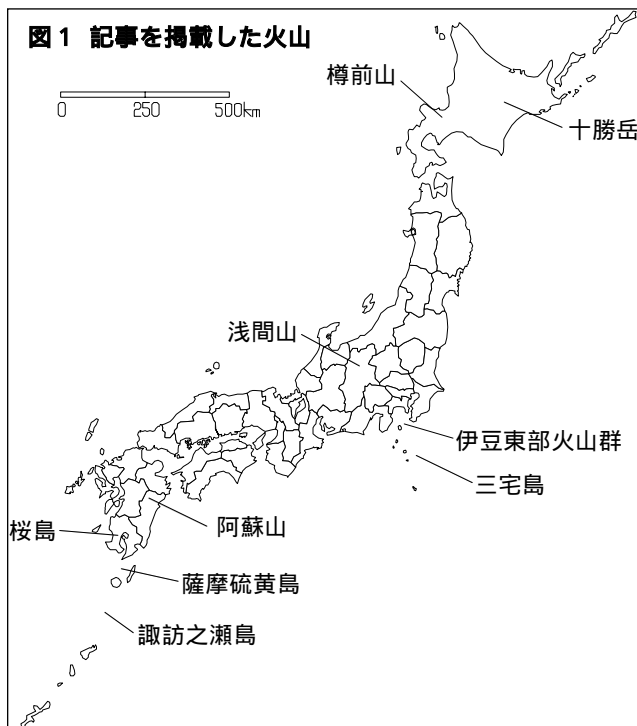 図1 記事を掲載した火山
0 250 500km
樽前山
十勝岳
浅間山
伊豆東部火山群
三宅島
阿蘇山
桜島
薩摩硫黄島
諏訪之瀬島